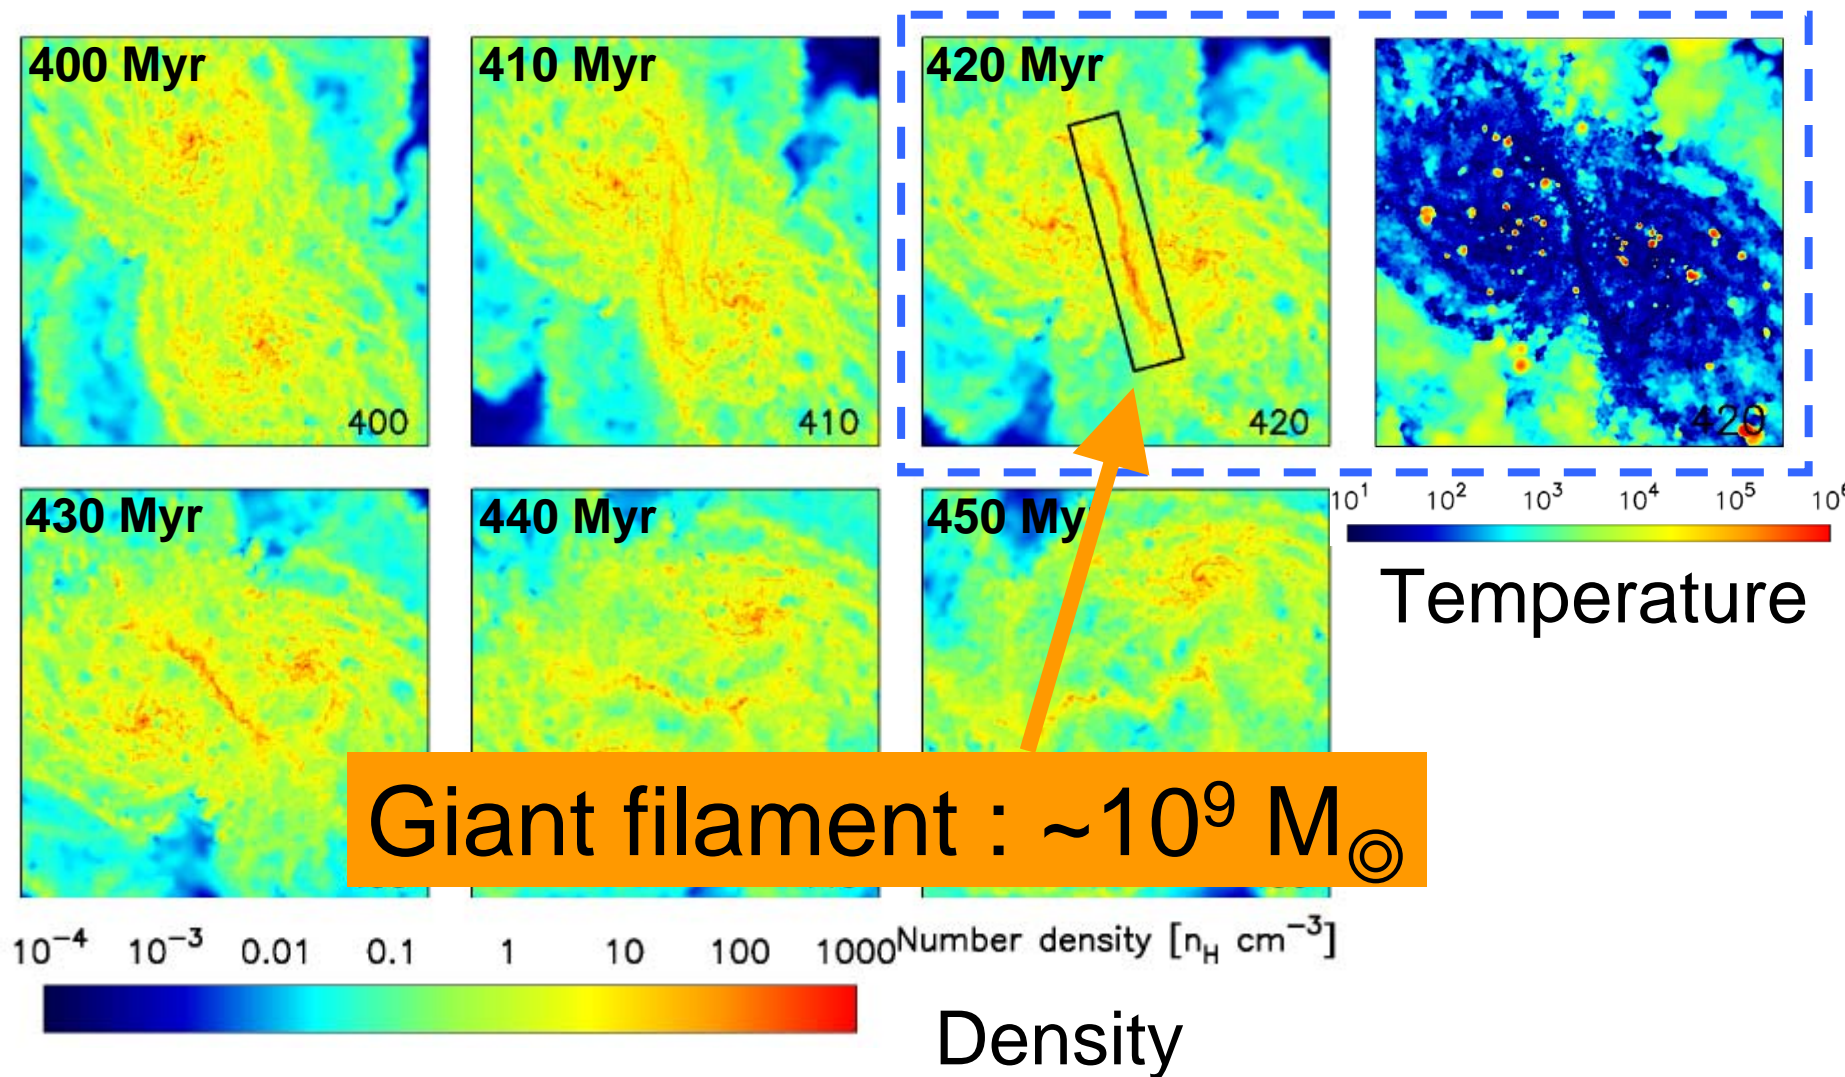 400 Myr
400
410 Myr
410
420 Myr
420
420
430 Myr
440 Myr
450 My
10¹ 10² 10³ 10⁴ 10⁵ 10⁶
Temperature
Giant filament : ~10⁹ M◎
10⁻⁴ 10⁻³ 0.01 0.1 1 10 100 1000
Number density [n_H cm⁻³]
Density